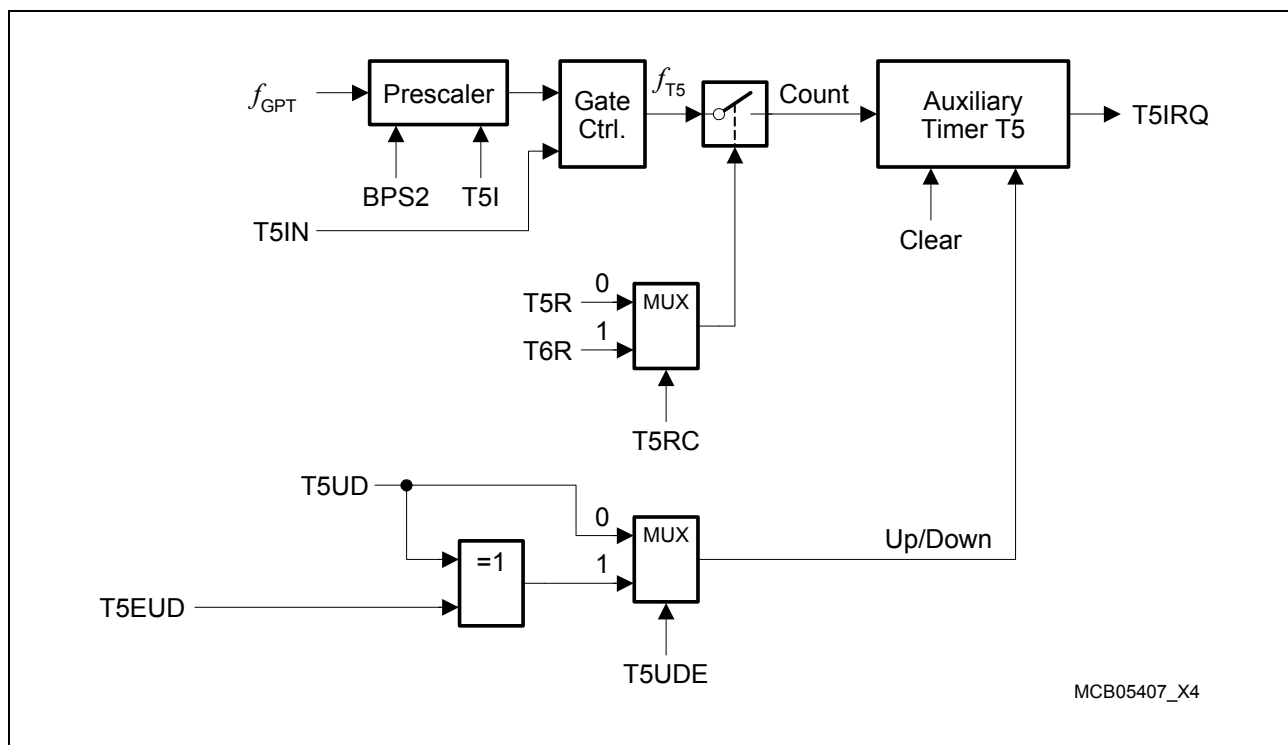 fGPT
Prescaler
Gate
Ctrl.
fT5
Count
Auxiliary
Timer T5
T5IRQ
BPS2
T5I
T5IN
Clear
T5R
0
MUX
T6R
1
T5RC
T5UD
0
MUX
Up/Down
=1
1
T5EUD
T5UDE
MCB05407_X4